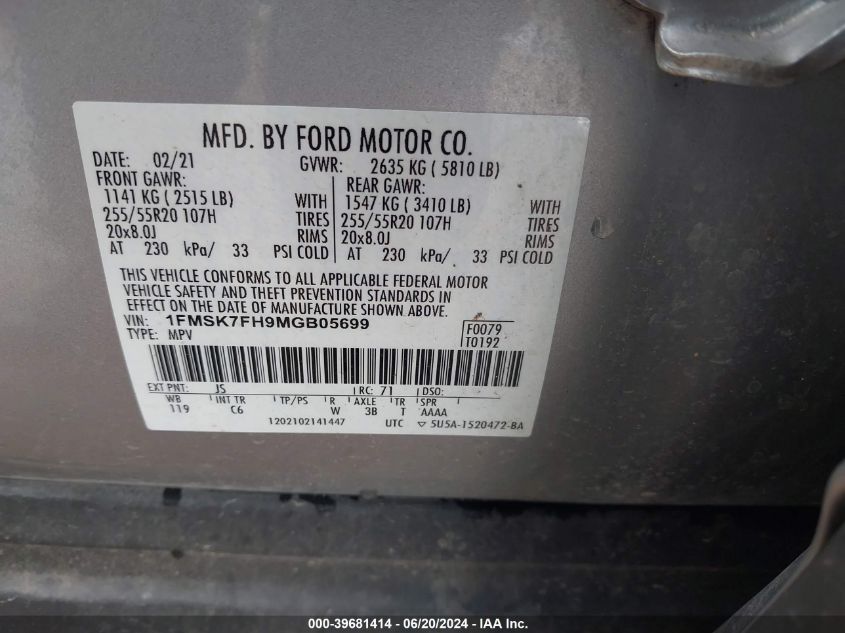 MFD. BY FORD MOTOR CO.
DATE: 02/21 GVWR: 2635 KG ( 5810 LB)
FRONT GAWR: REAR GAWR:
1141 KG ( 2515 LB) WITH 1547 KG ( 3410 LB) WITH
255/55R20 107H TIRES 255/55R20 107H TIRES
20x8.0J RIMS 20x8.0J RIMS
AT 230 kPa/ 33 PSI COLD AT 230 kPa/ 33 PSI COLD
THIS VEHICLE CONFORMS TO ALL APPLICABLE FEDERAL MOTOR
VEHICLE SAFETY AND THEFT PREVENTION STANDARDS IN
EFFECT ON THE DATE OF MANUFACTURE SHOWN ABOVE.
VIN: 1FMSK7FH9MGB05699 F0079
TYPE: MPV T0192
EXT PNT: JS RC: 71 DSO:
WB INT TR TP/PS R AXLE TR SPR
119 C6 W 3B T AAAA
1202102141447 UTC ▽ 5U5A-1520472-BA
000-39681414 - 06/20/2024 - IAA Inc.